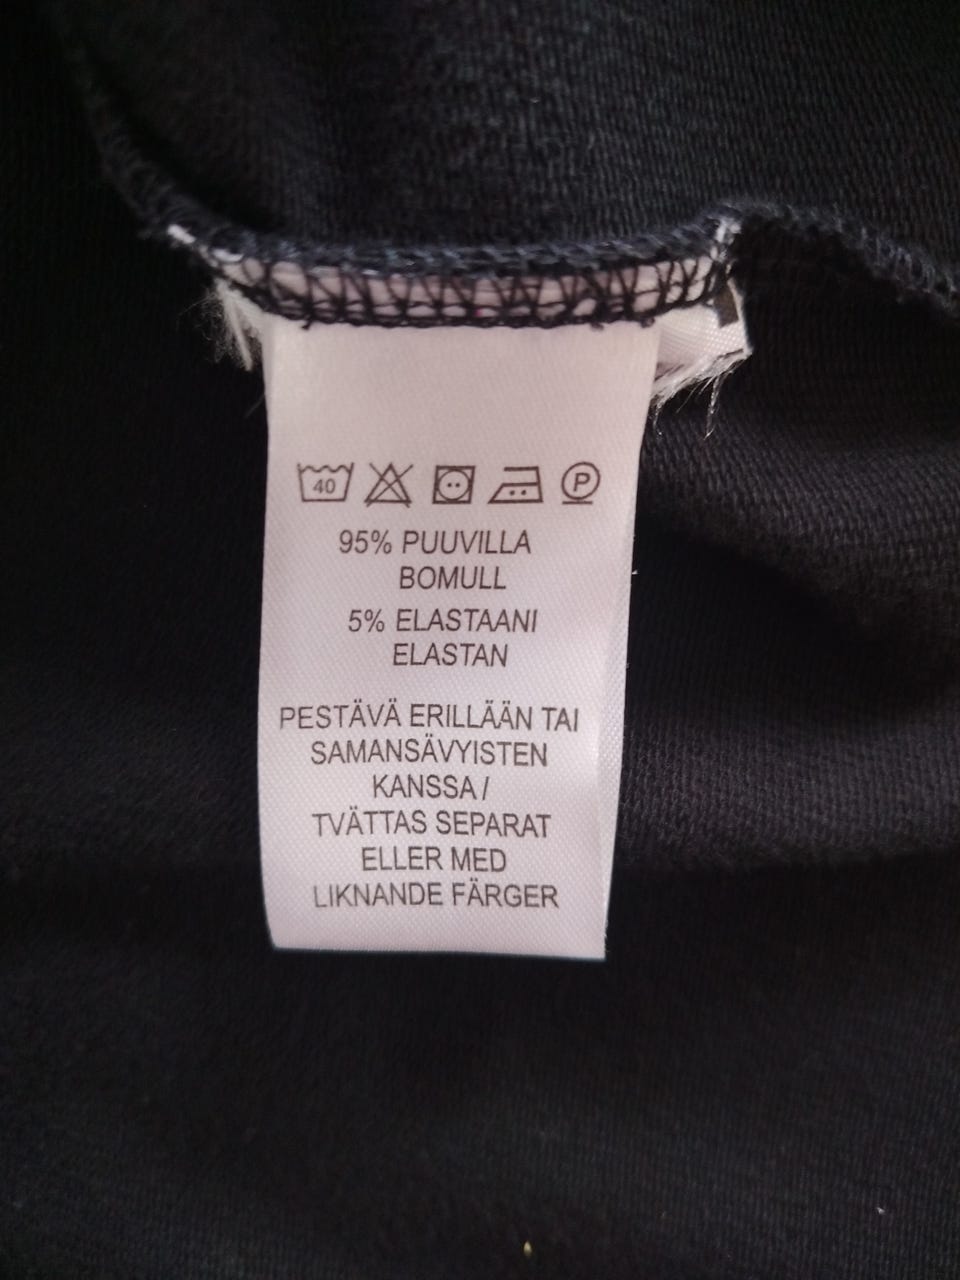 40 P
95% PUUVILLA
BOMULL
5% ELASTAANI
ELASTAN
PESTÄVÄ ERILLÄÄN TAI
SAMANSÄVYISTEN
KANSSA /
TVÄTTAS SEPARAT
ELLER MED
LIKNANDE FÄRGER